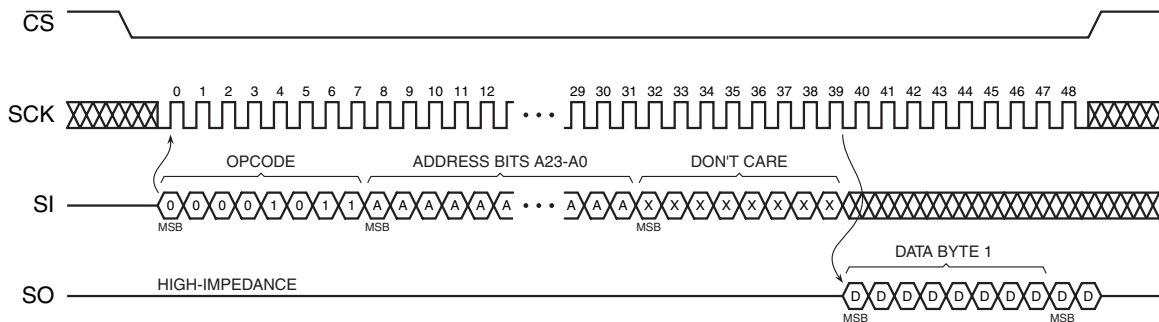 CS
0 1 2 3 4 5 6 7 8 9 10 11 12 29 30 31 32 33 34 35 36 37 38 39 40 41 42 43 44 45 46 47 48
SCK
OPCODE ADDRESS BITS A23-A0 DON'T CARE
SI 0 0 0 0 1 0 1 1 A A A A A A A A A X X X X X X X X
MSB MSB MSB
DATA BYTE 1
HIGH-IMPEDANCE
SO D D D D D D D D D D
MSB MSB